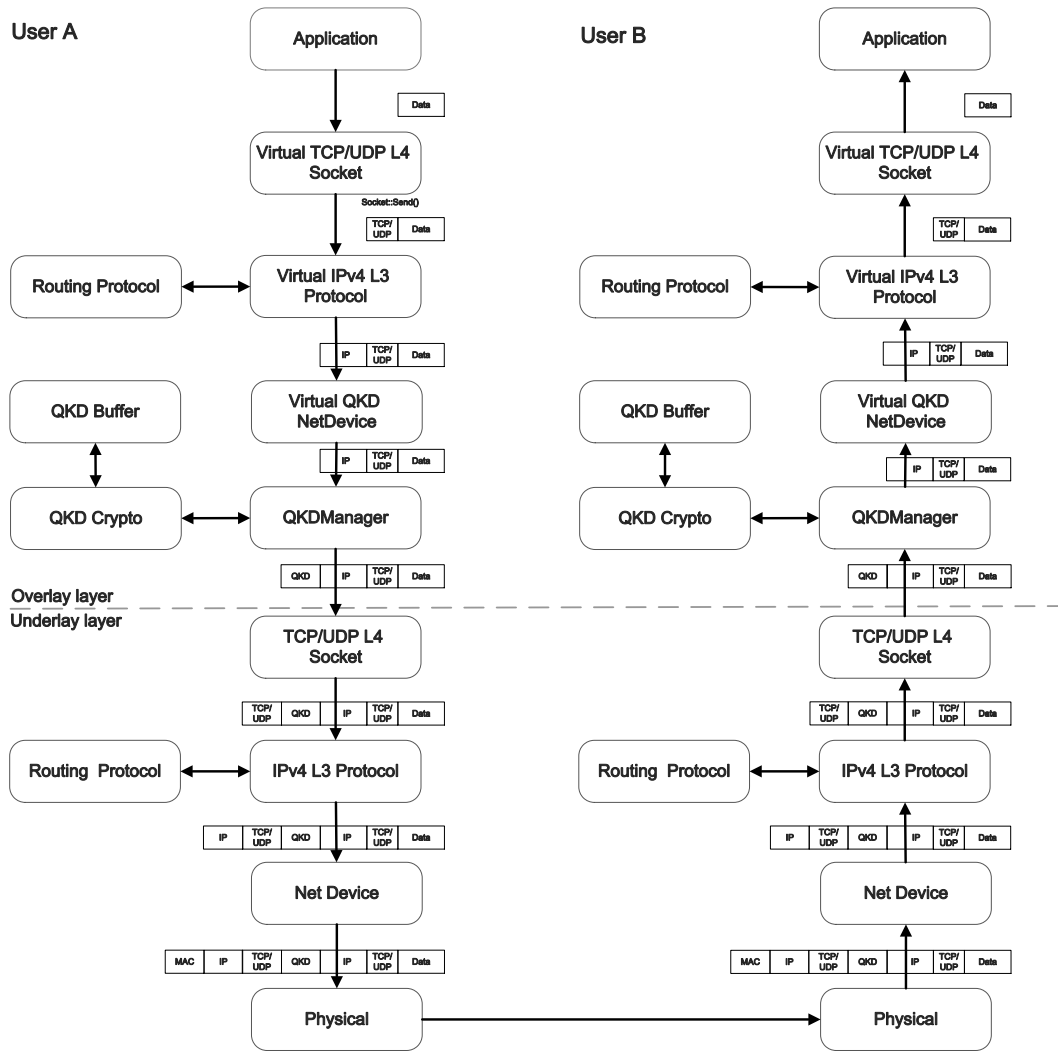 User A
Application
Data
Virtual TCP/UDP L4
Socket
Socket::Send()
TCP/
UDP
Data
Routing Protocol
Virtual IPv4 L3
Protocol
IP
TCP/
UDP
Data
QKD Buffer
Virtual QKD
NetDevice
IP
TCP/
UDP
Data
QKD Crypto
QKDManager
QKD
IP
TCP/
UDP
Data
Overlay layer
Underlay layer
TCP/UDP L4
Socket
TCP/
UDP
QKD
IP
TCP/
UDP
Data
Routing Protocol
IPv4 L3 Protocol
IP
TCP/
UDP
QKD
IP
TCP/
UDP
Data
Net Device
MAC
IP
TCP/
UDP
QKD
IP
TCP/
UDP
Data
Physical
User B
Application
Data
Virtual TCP/UDP L4
Socket
TCP/
UDP
Data
Routing Protocol
Virtual IPv4 L3
Protocol
IP
TCP/
UDP
Data
QKD Buffer
Virtual QKD
NetDevice
IP
TCP/
UDP
Data
QKD Crypto
QKDManager
QKD
IP
TCP/
UDP
Data
TCP/UDP L4
Socket
TCP/
UDP
QKD
IP
TCP/
UDP
Data
Routing Protocol
IPv4 L3 Protocol
IP
TCP/
UDP
QKD
IP
TCP/
UDP
Data
Net Device
MAC
IP
TCP/
UDP
QKD
IP
TCP/
UDP
Data
Physical